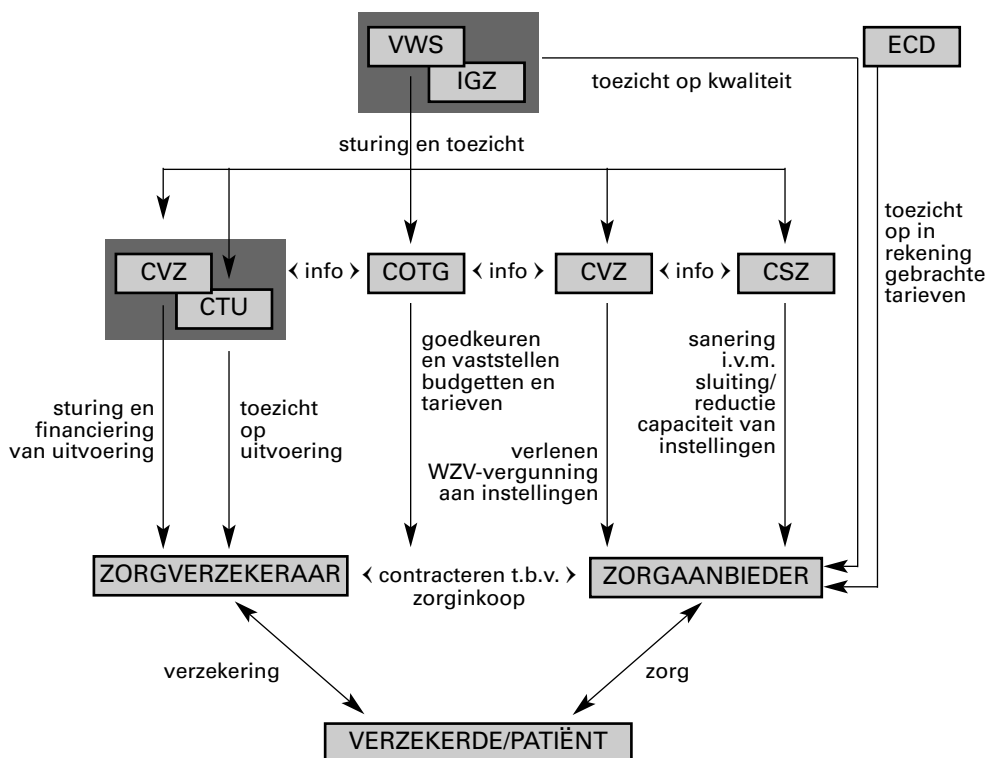 VWS
IGZ
ECD
toezicht op kwaliteit
sturing en toezicht
toezicht
op in
rekening
gebrachte
tarieven
CVZ
CTU
< info >
COTG
< info >
CVZ
< info >
CSZ
sturing en
financiering
van uitvoering
toezicht
op
uitvoering
goedkeuren
en vaststellen
budgetten en
tarieven
verlenen
WZV-vergunning
aan instellingen
sanering
i.v.m.
sluiting/
reductie
capaciteit van
instellingen
ZORGVERZEKERAAR
< contracteren t.b.v. >
zorginkoop
ZORGAANBIEDER
verzekering
zorg
VERZEKERDE/PATIËNT